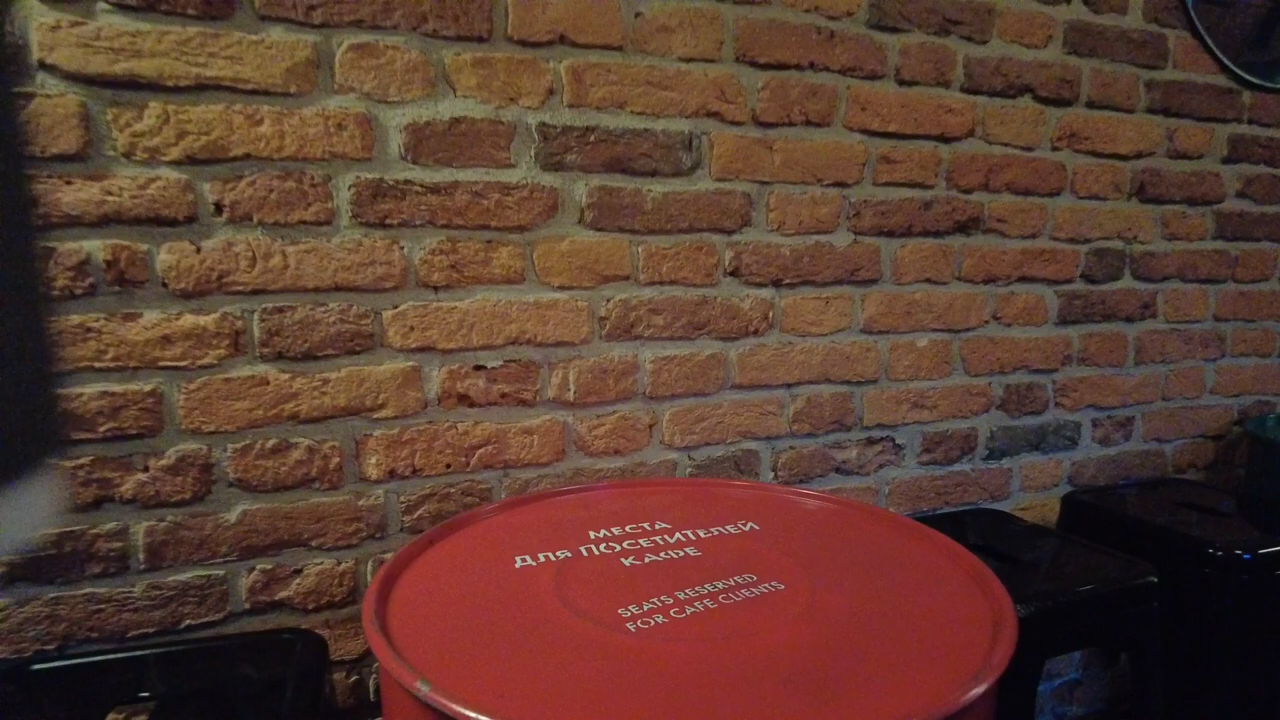 МЕСТА
ДЛЯ ПОСЕТИТЕЛЕЙ
КАФЕ
SEATS RESERVED
FOR CAFE CLIENTS